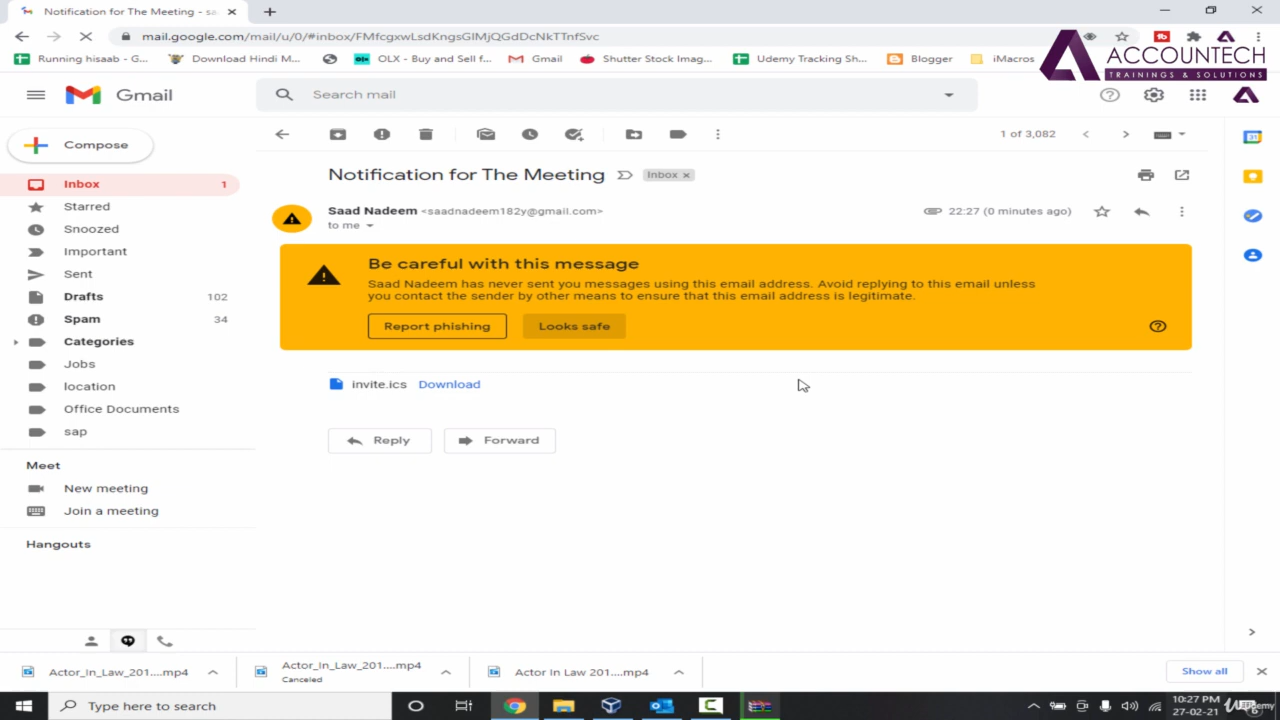 Notification for The Meeting - sa
mail.google.com/mail/u/0/#inbox/FMfcgxwLsdKngsGlMjQGdDcNkTTnfSvc
Running hisaab - G...
Download Hindi M...
OLX - Buy and Sell f...
Gmail
Shutter Stock Imag...
Udemy Tracking Sh...
Blogger
iMacros
ACCOUNTECH
TRAININGS & SOLUTIONS
Gmail
Search mail
Compose
1 of 3,082
Inbox 1
Starred
Snoozed
Important
Sent
Drafts 102
Spam 34
Categories
Jobs
location
Office Documents
sap
Meet
New meeting
Join a meeting
Hangouts
Notification for The Meeting
Inbox x
Saad Nadeem <saadnadeem182y@gmail.com>
22:27 (0 minutes ago)
to me
Be careful with this message
Saad Nadeem has never sent you messages using this email address. Avoid replying to this email unless
you contact the sender by other means to ensure that this email address is legitimate.
Report phishing
Looks safe
invite.ics Download
Reply
Forward
Actor_In_Law_201....mp4
Actor_In_Law_201....mp4
Canceled
Actor In Law 201....mp4
Show all
Type here to search
10:27 PM
27-02-21
Udemy